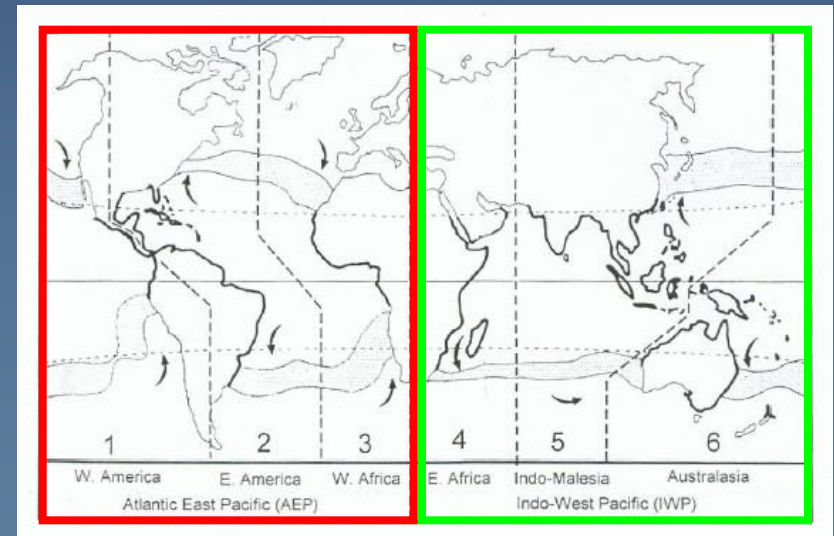 1 2 3 4 5 6
W. America E. America W. Africa E. Africa Indo-Malesia Australasia
Atlantic East Pacific (AEP) Indo-West Pacific (IWP)